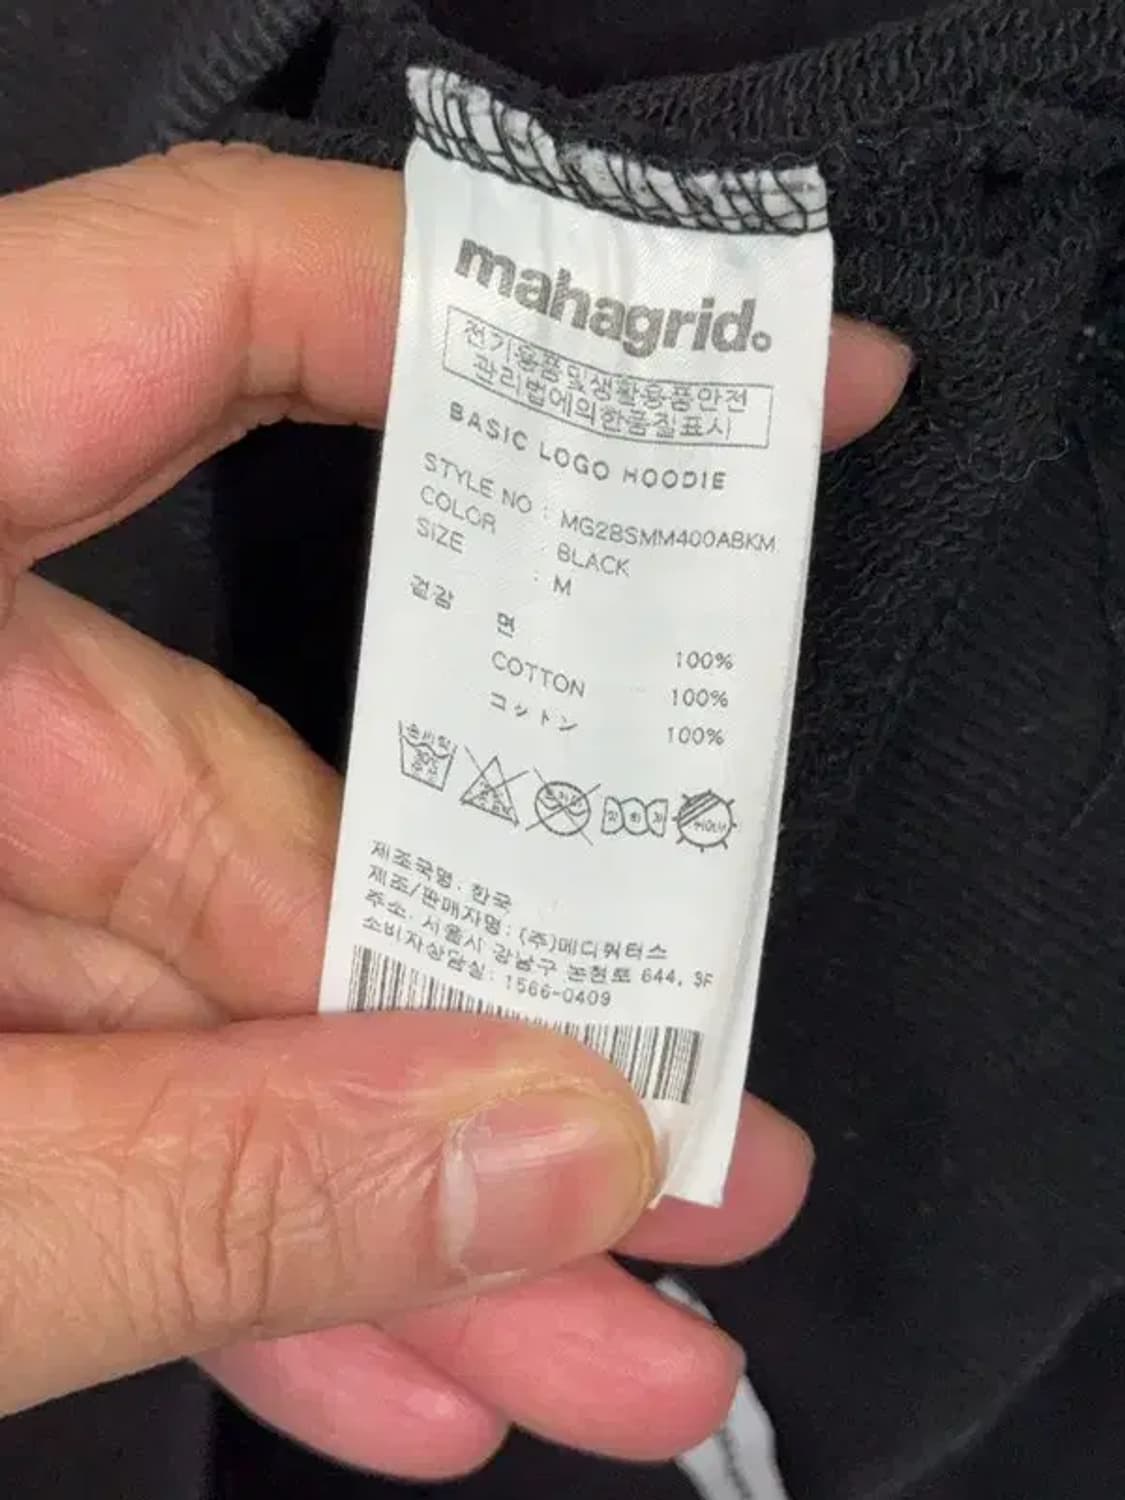 mahagrid
전기용품및생활용품안전
관리법에의한품질표시
BASIC LOGO HOODIE
STYLE NO : MG2BSMM400ABKM
COLOR : BLACK
SIZE : M
겉감
면 100%
COTTON 100%
コットン 100%
손세탁
제조국명: 한국
제조/판매자명: (주)메디쿼터스
주소: 서울시 강남구 논현로 644, 3F
소비자상담실: 1566-0409